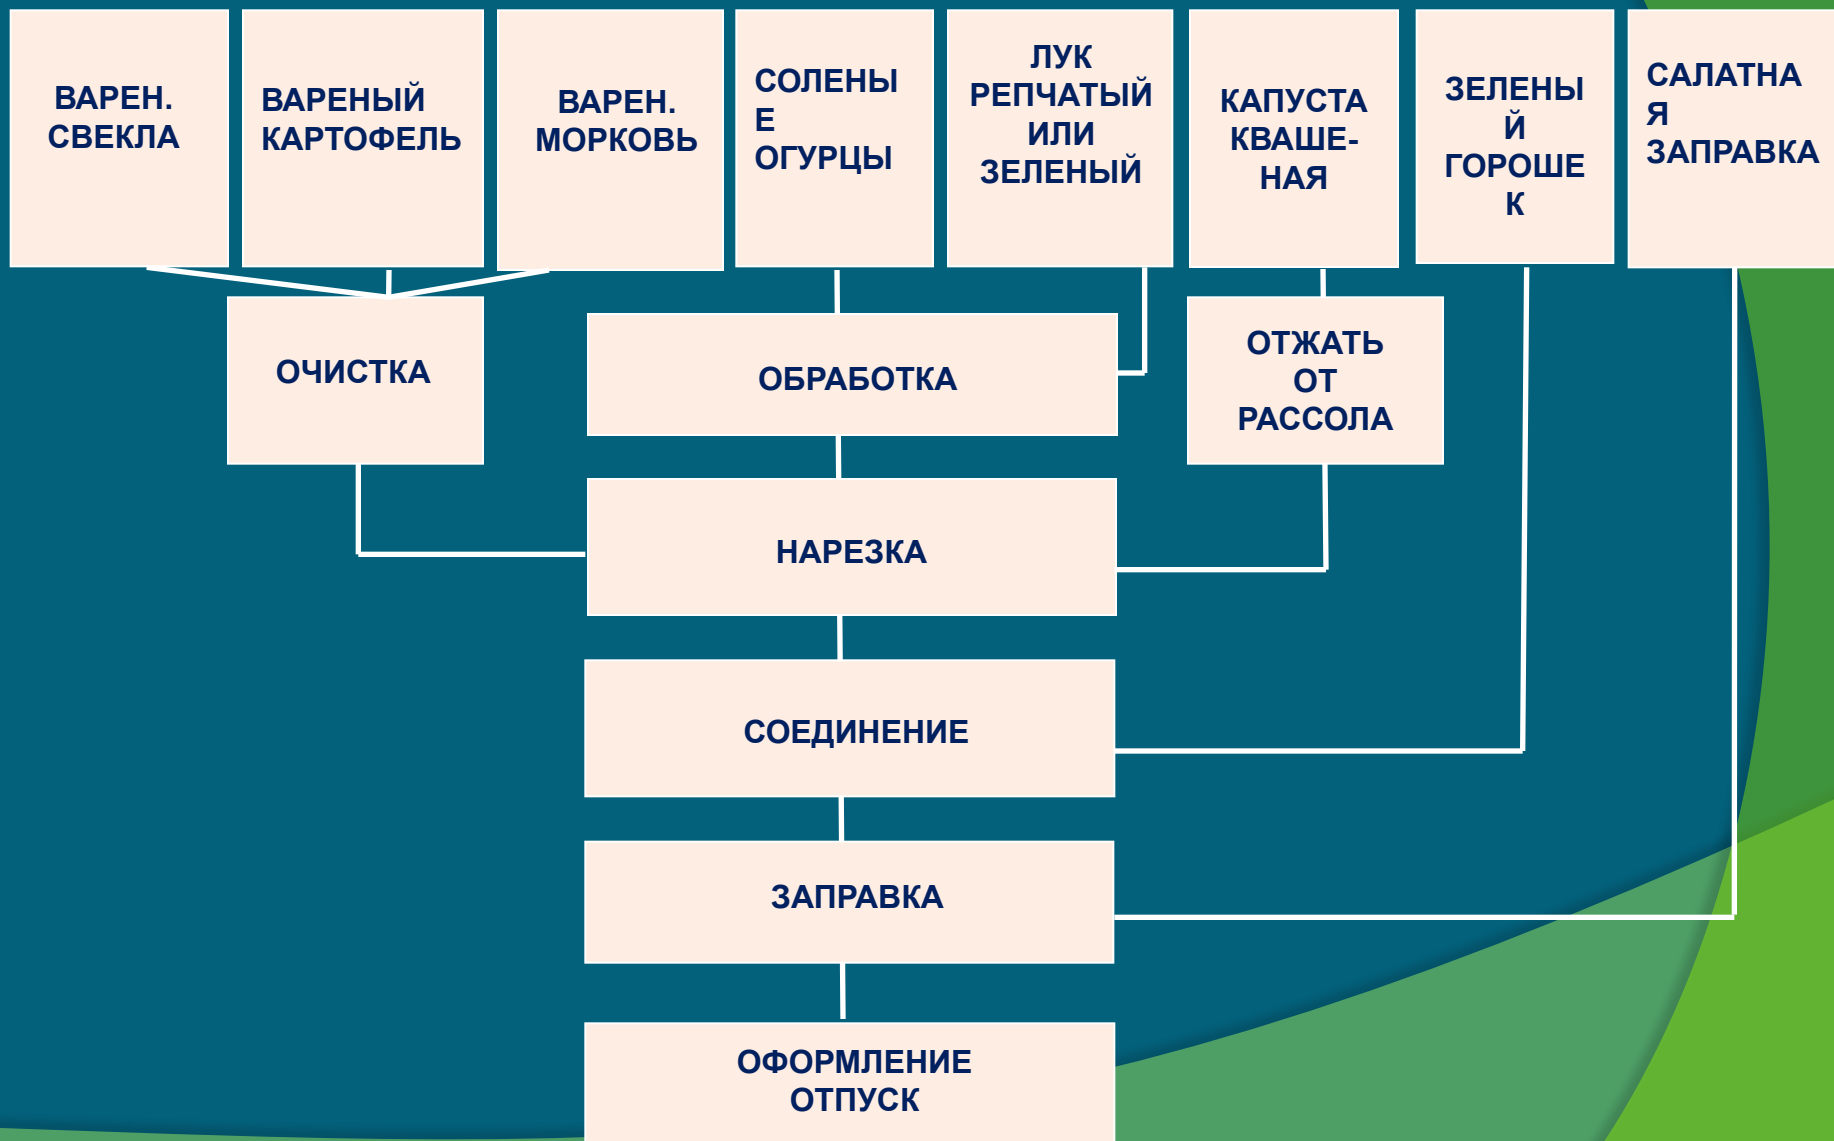 ВАРЕН.
СВЕКЛА
ВАРЕНЫЙ
КАРТОФЕЛЬ
ВАРЕН.
МОРКОВЬ
СОЛЕНЫ
Е
ОГУРЦЫ
ЛУК
РЕПЧАТЫЙ
ИЛИ
ЗЕЛЕНЫЙ
КАПУСТА
КВАШЕ-
НАЯ
ЗЕЛЕНЫ
Й
ГОРОШЕ
К
САЛАТНА
Я
ЗАПРАВКА
ОЧИСТКА
ОБРАБОТКА
ОТЖАТЬ
ОТ
РАССОЛА
НАРЕЗКА
СОЕДИНЕНИЕ
ЗАПРАВКА
ОФОРМЛЕНИЕ
ОТПУСК